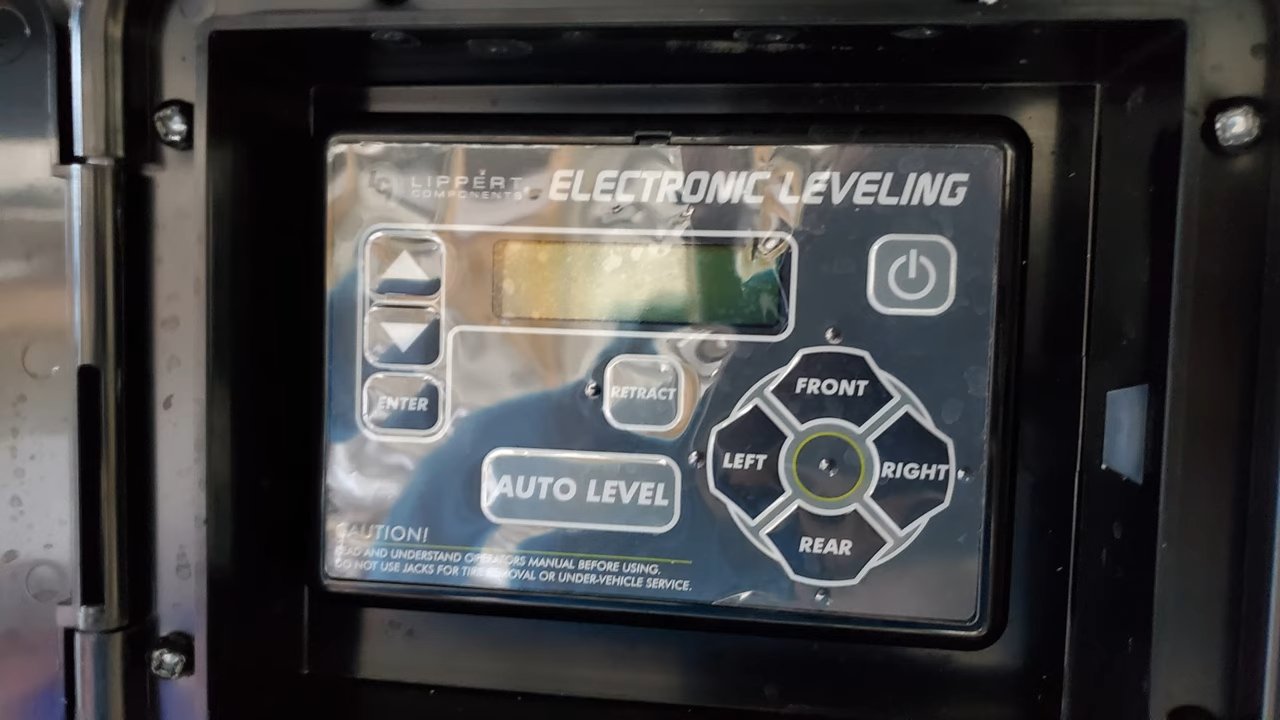 LIPPERT
COMPONENTS
ELECTRONIC LEVELING
ENTER
RETRACT
AUTO LEVEL
FRONT
LEFT
RIGHT
REAR
CAUTION!
READ AND UNDERSTAND OPERATORS MANUAL BEFORE USING.
DO NOT USE JACKS FOR TIRE REMOVAL OR UNDER-VEHICLE SERVICE.